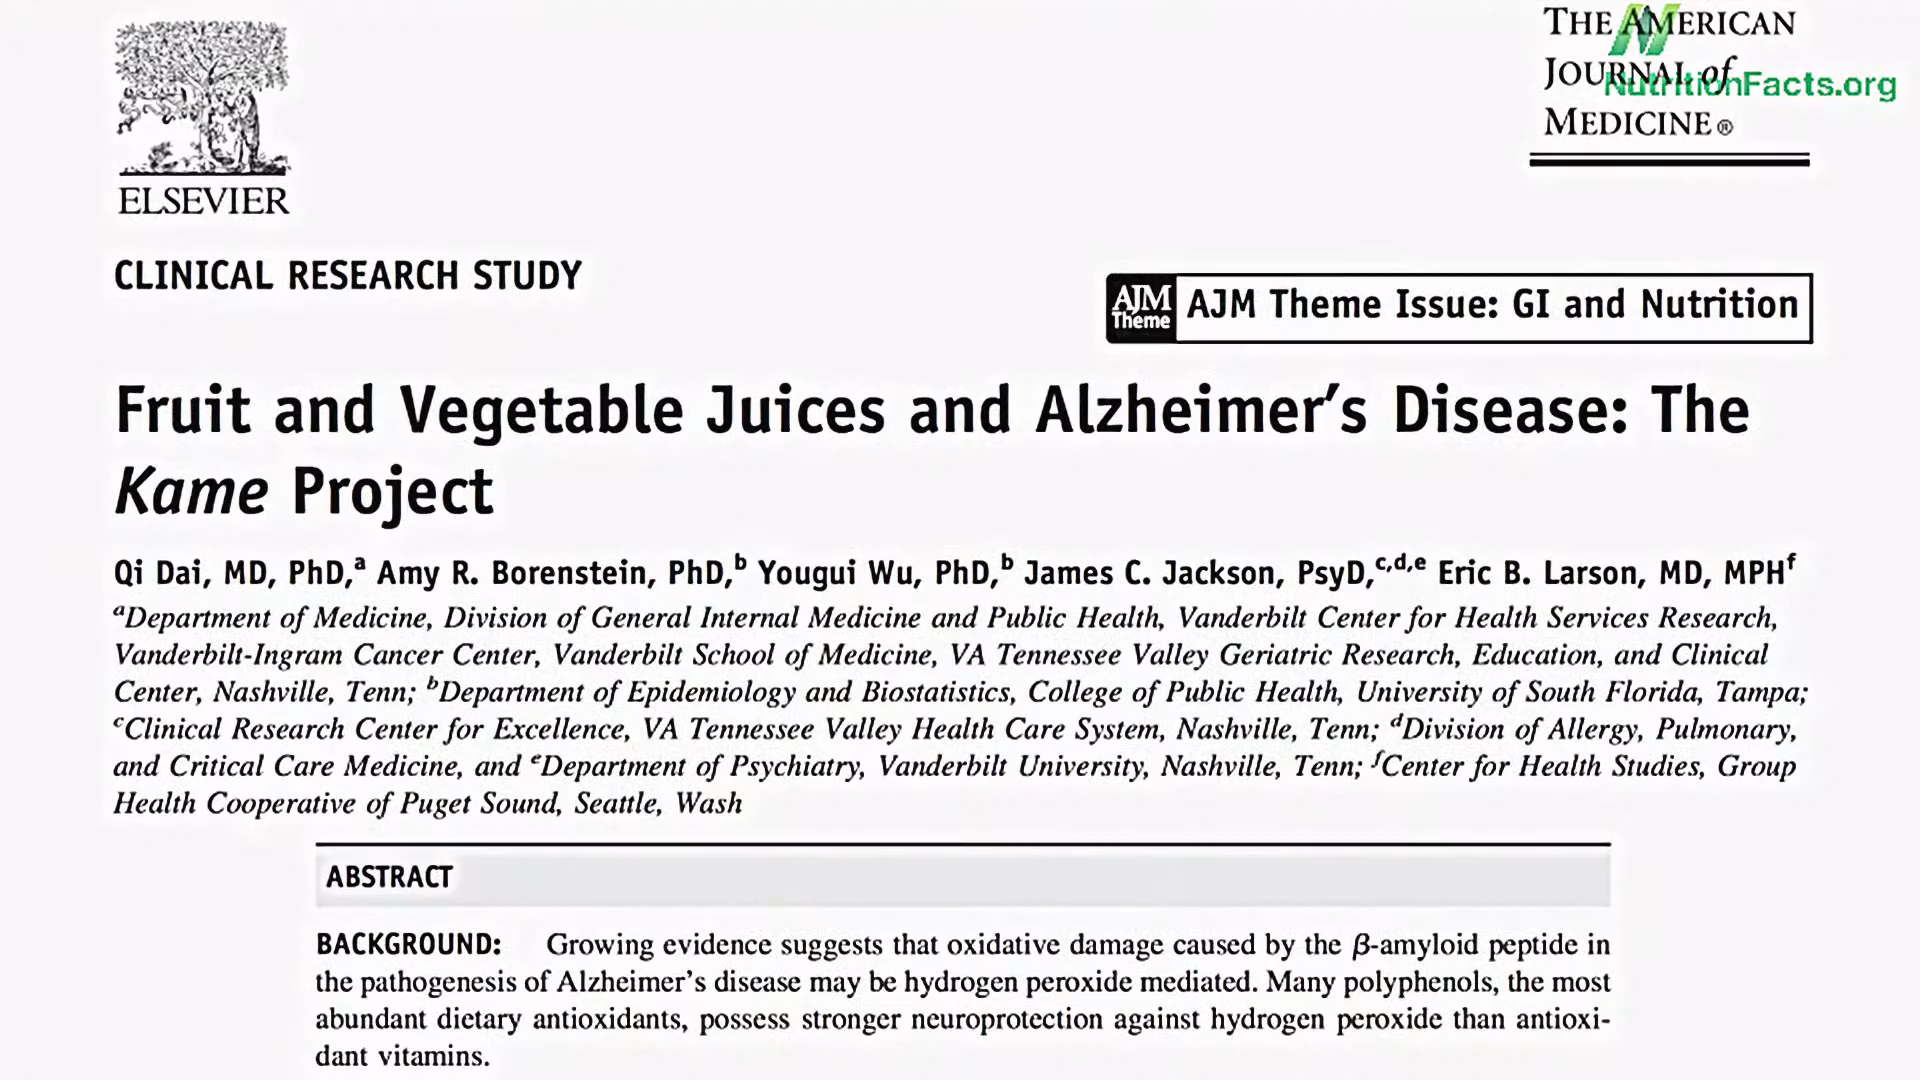 THE AMERICAN
JOURNAL of
MEDICINE®
NutritionFacts.org
ELSEVIER
CLINICAL RESEARCH STUDY
AJM Theme
AJM Theme Issue: GI and Nutrition
Fruit and Vegetable Juices and Alzheimer's Disease: The
Kame Project
Qi Dai, MD, PhD,a Amy R. Borenstein, PhD,b Yougui Wu, PhD,b James C. Jackson, PsyD,c,d,e Eric B. Larson, MD, MPHf
aDepartment of Medicine, Division of General Internal Medicine and Public Health, Vanderbilt Center for Health Services Research,
Vanderbilt-Ingram Cancer Center, Vanderbilt School of Medicine, VA Tennessee Valley Geriatric Research, Education, and Clinical
Center, Nashville, Tenn; bDepartment of Epidemiology and Biostatistics, College of Public Health, University of South Florida, Tampa;
cClinical Research Center for Excellence, VA Tennessee Valley Health Care System, Nashville, Tenn; dDivision of Allergy, Pulmonary,
and Critical Care Medicine, and eDepartment of Psychiatry, Vanderbilt University, Nashville, Tenn; fCenter for Health Studies, Group
Health Cooperative of Puget Sound, Seattle, Wash
ABSTRACT
BACKGROUND: Growing evidence suggests that oxidative damage caused by the β-amyloid peptide in
the pathogenesis of Alzheimer's disease may be hydrogen peroxide mediated. Many polyphenols, the most
abundant dietary antioxidants, possess stronger neuroprotection against hydrogen peroxide than antioxi-
dant vitamins.